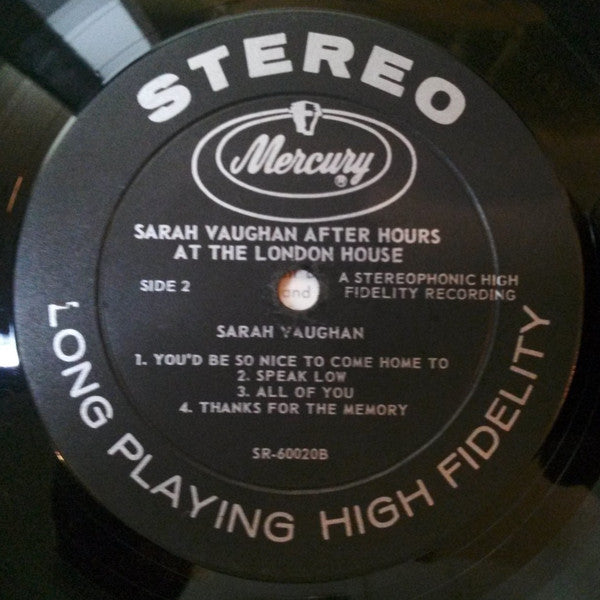 STEREO
Mercury
SARAH VAUGHAN AFTER HOURS
AT THE LONDON HOUSE
SIDE 2
A STEREOPHONIC HIGH
FIDELITY RECORDING
and
SARAH VAUGHAN
1. YOU'D BE SO NICE TO COME HOME TO
2. SPEAK LOW
3. ALL OF YOU
4. THANKS FOR THE MEMORY
SR-60020B
LONG PLAYING HIGH FIDELITY